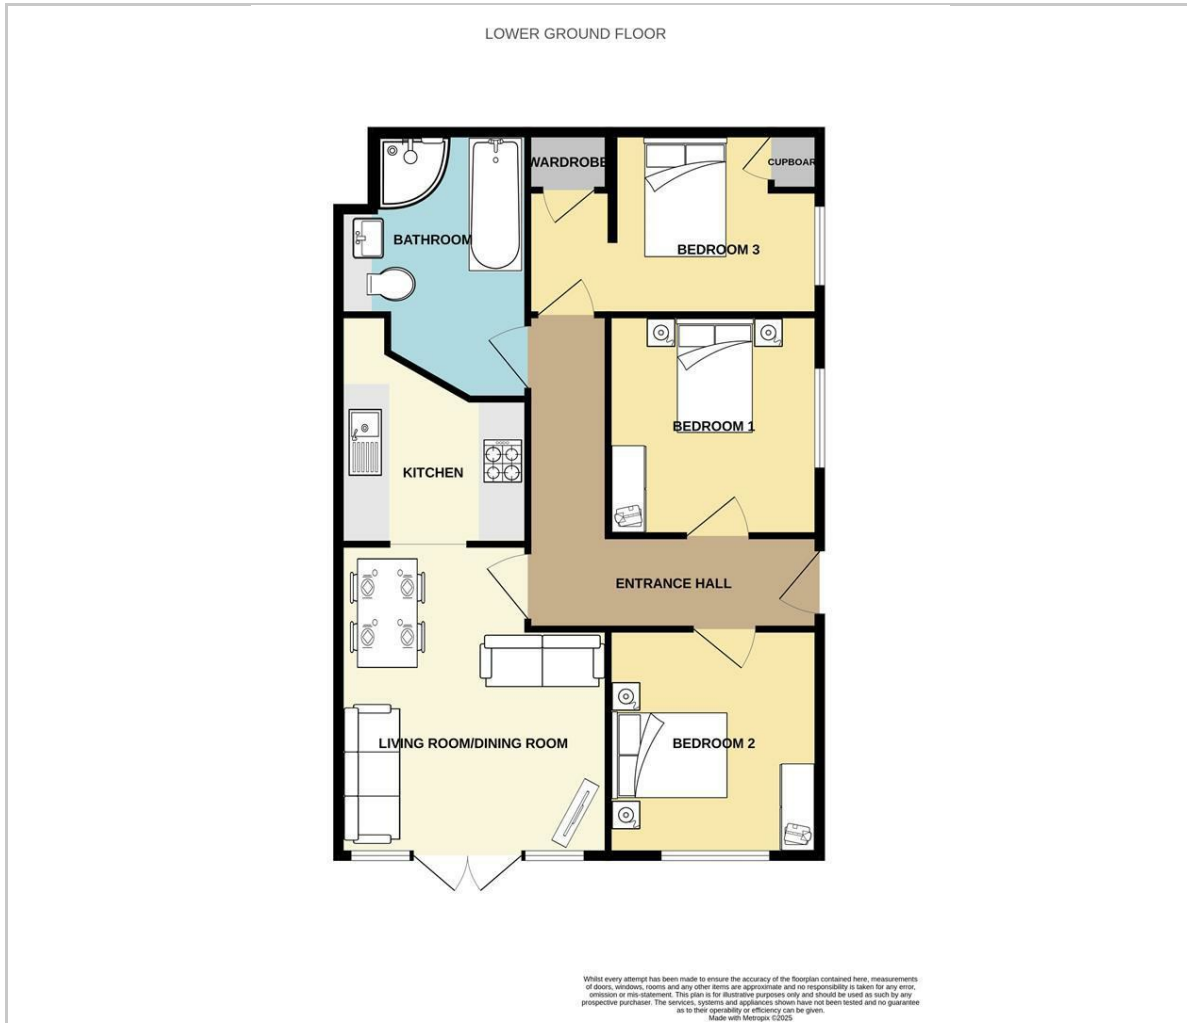 LOWER GROUND FLOOR
WARDROBE
CUPBOAR
BATHROOM
BEDROOM 3
BEDROOM 1
KITCHEN
ENTRANCE HALL
LIVING ROOM/DINING ROOM
BEDROOM 2
Whilst every attempt has been made to ensure the accuracy of the floorplan contained here, measurements
of doors, windows, rooms and any other items are approximate and no responsibility is taken for any error,
omission or mis-statement. This plan is for illustrative purposes only and should be used as such by any
prospective purchaser. The services, systems and appliances shown have not been tested and no guarantee
as to their operability or efficiency can be given.
Made with Metropix ©2025